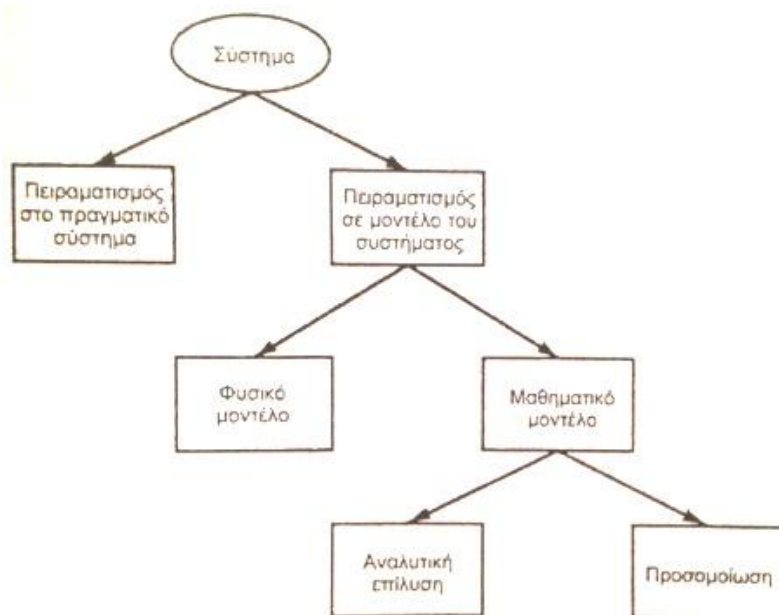 Σύστημα
Πειραματισμός
στο πραγματικό
σύστημα
Πειραματισμός
σε μοντέλο του
συστήματος
Φυσικό
μοντέλο
Μαθηματικό
μοντέλο
Αναλυτική
επίλυση
Προσομοίωση